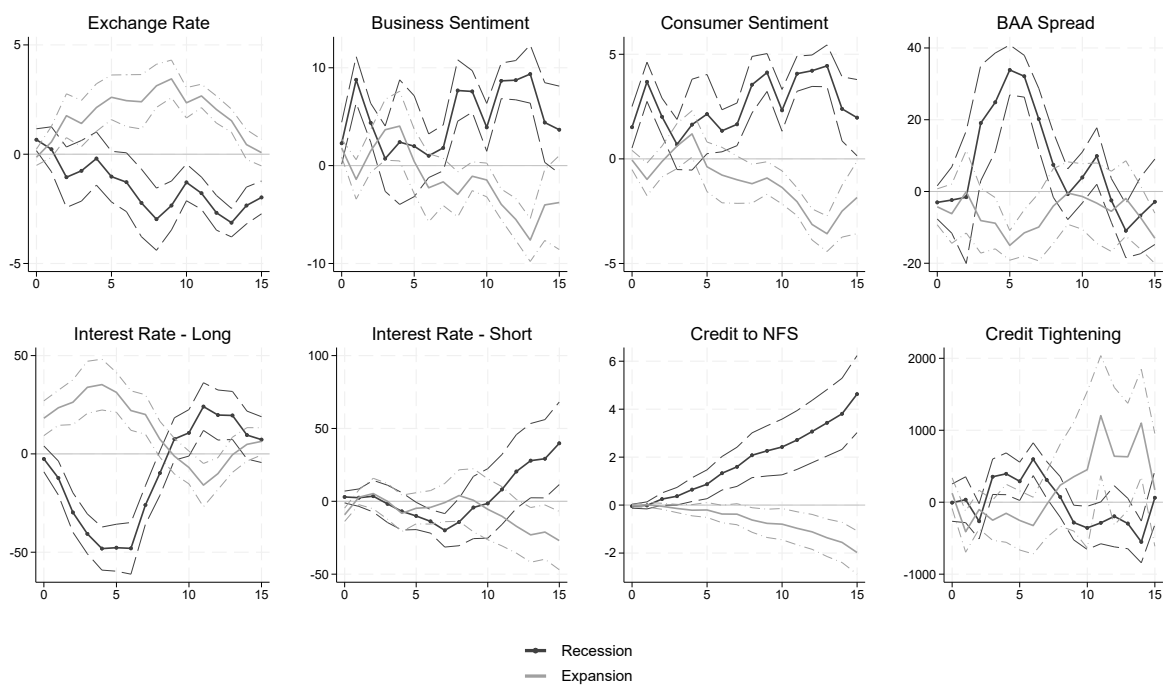 Exchange Rate
5
0
-5
0 5 10 15
Business Sentiment
10
0
-10
0 5 10 15
Consumer Sentiment
5
0
-5
0 5 10 15
BAA Spread
40
20
0
-20
0 5 10 15
Interest Rate - Long
50
0
-50
0 5 10 15
Interest Rate - Short
100
50
0
-50
0 5 10 15
Credit to NFS
6
4
2
0
-2
0 5 10 15
Credit Tightening
2000
1000
0
-1000
0 5 10 15
Recession
Expansion